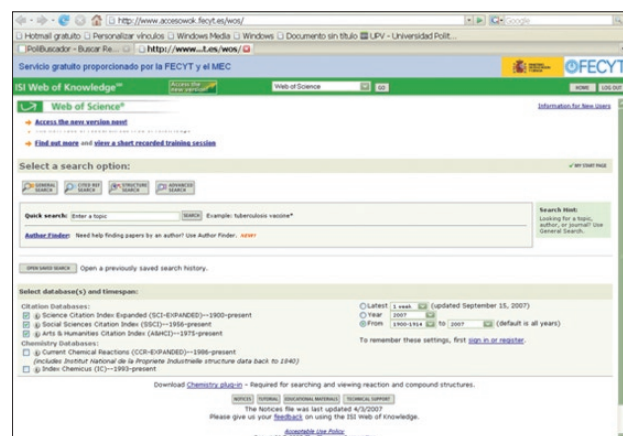 http://www.accesowok.fecyt.es/wos/
Google
Hotmail gratuito Personalizar vínculos Windows Media Windows Documento sin título UPV - Universidad Polit...
PoliBuscador - Buscar Re... http://www....t.es/wos/
Servicio gratuito proporcionado por la FECYT y el MEC
FECYT
ISI Web of Knowledge Access the new version! Web of Science GO HOME LOG OUT
Web of Science® Information for New Users
Access the new version now!
Find out more and view a short recorded training session
Select a search option: MY START PAGE
GENERAL SEARCH CITED REF SEARCH STRUCTURE SEARCH ADVANCED SEARCH
Quick search: Enter a topic SEARCH Example: tuberculosis vaccine*
Author Finder: Need help finding papers by an author? Use Author Finder. NEW!
Search Hint:
Looking for a topic, author, or journal? Use General Search.
OPEN SAVED SEARCH Open a previously saved search history.
Select database(s) and timespan:
Citation Databases:
Science Citation Index Expanded (SCI-EXPANDED)--1900-present
Social Sciences Citation Index (SSCI)--1956-present
Arts & Humanities Citation Index (A&HCI)--1975-present
Chemistry Databases:
Current Chemical Reactions (CCR-EXPANDED)--1986-present
(includes Institut National de la Propriete Industrielle structure data back to 1840)
Index Chemicus (IC)--1993-present
Latest 1 week (updated September 15, 2007)
Year 2007
From 1900-1914 to 2007 (default is all years)
To remember these settings, first sign in or register.
Download Chemistry plug-in - Required for searching and viewing reaction and compound structures.
NOTICES TUTORIAL EDUCATIONAL MATERIALS TECHNICAL SUPPORT
The Notices file was last updated 4/3/2007
Please give us your feedback on using the ISI Web of Knowledge.
Acceptable Use Policy